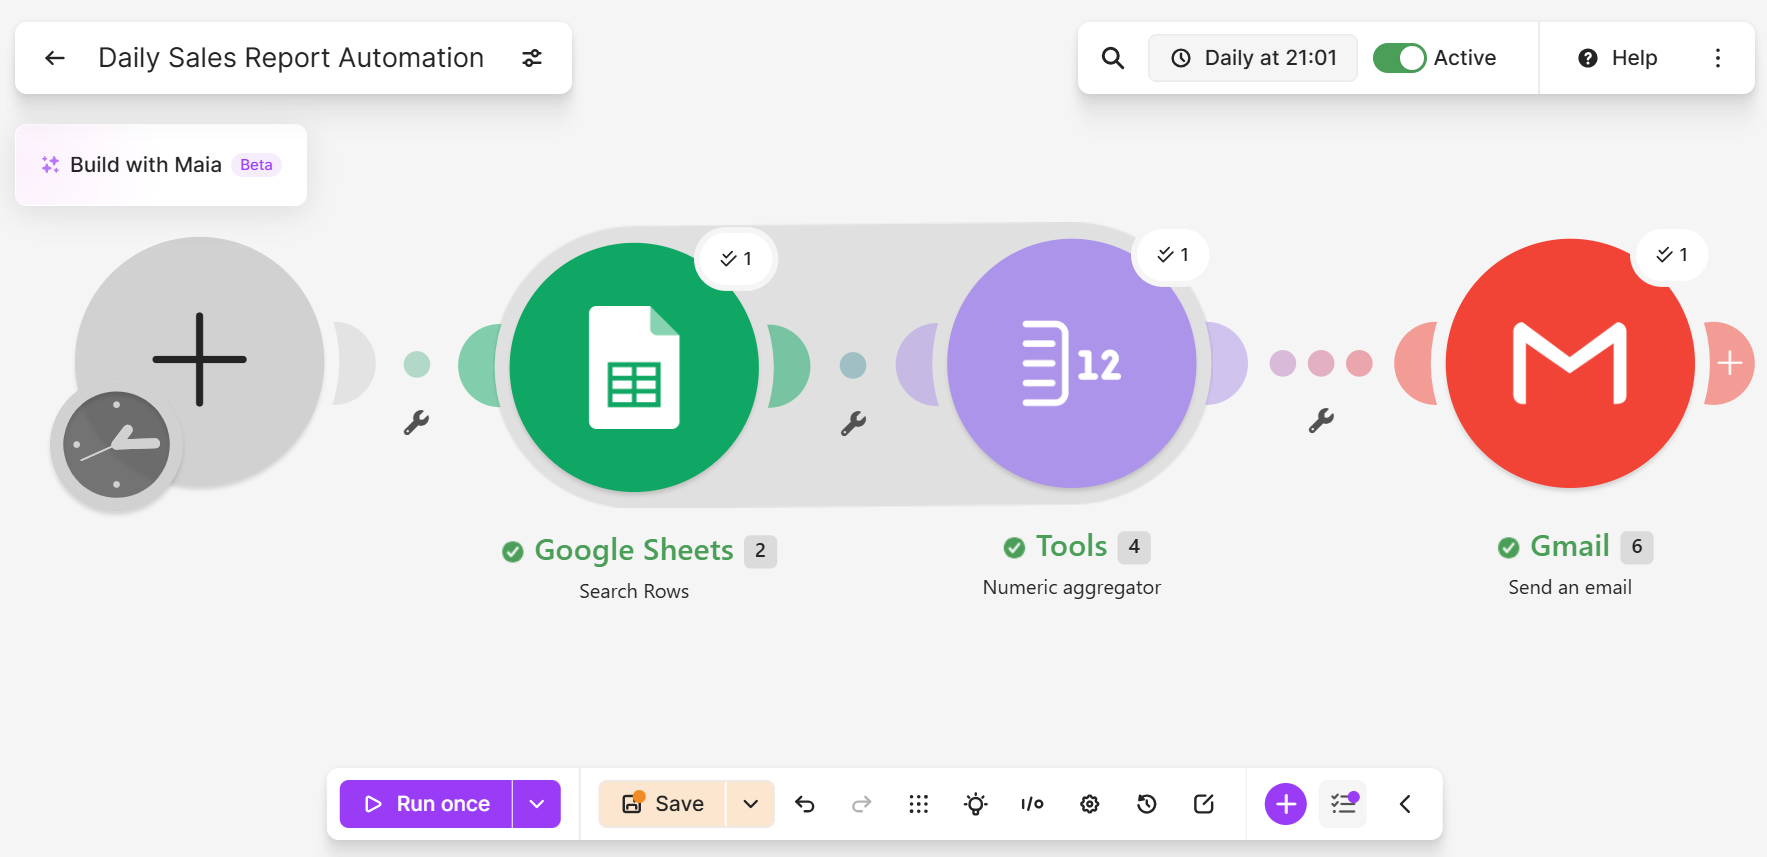 Daily Sales Report Automation
Daily at 21:01
Active
Help
Build with Maia Beta
1
1
1
12
Google Sheets 2
Search Rows
Tools 4
Numeric aggregator
Gmail 6
Send an email
Run once
Save